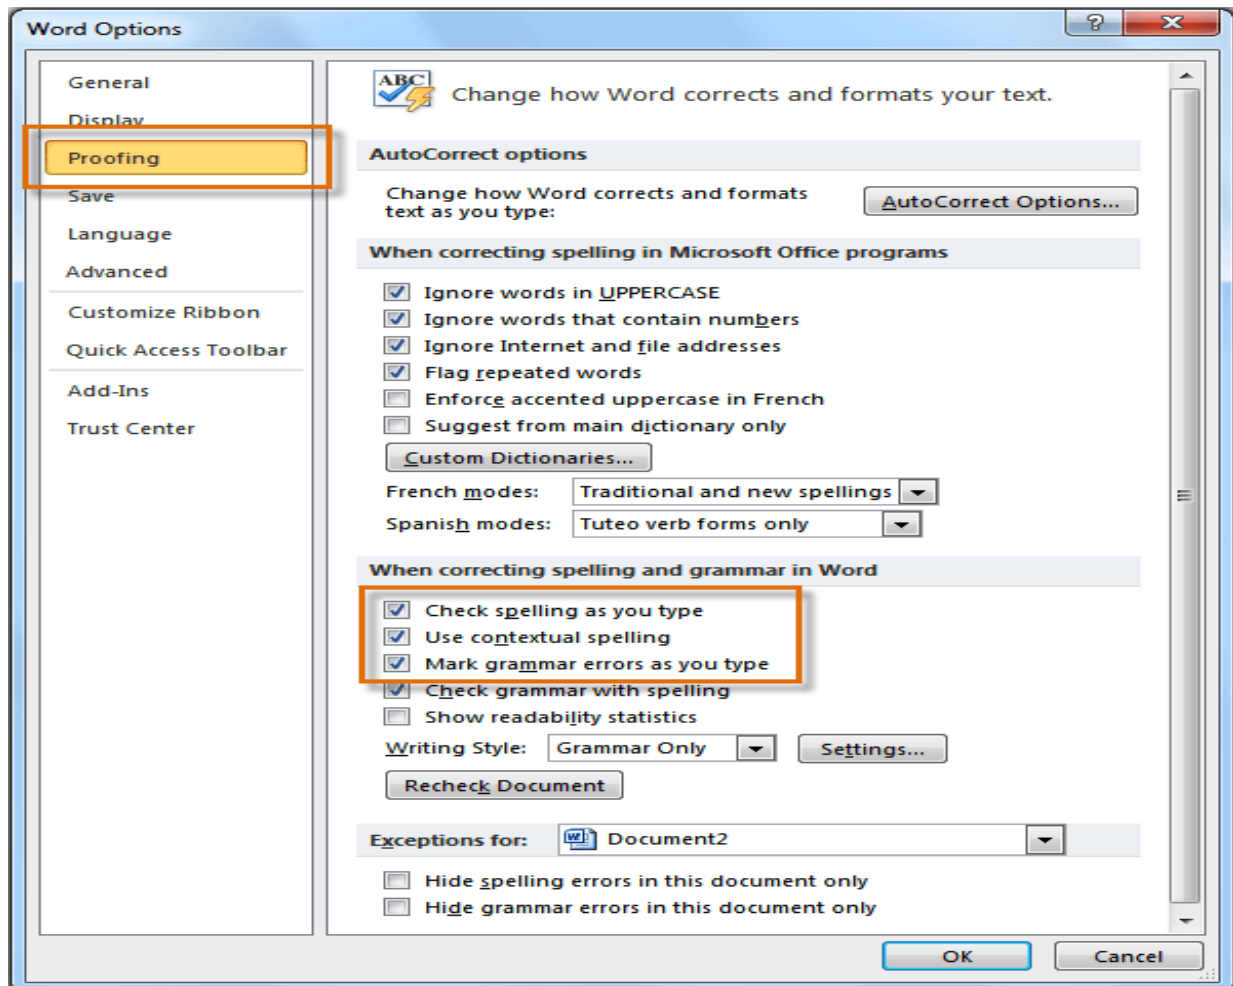 Word Options
General
Display
Proofing
Save
Language
Advanced
Customize Ribbon
Quick Access Toolbar
Add-Ins
Trust Center
ABC
Change how Word corrects and formats your text.
AutoCorrect options
Change how Word corrects and formats
text as you type:
AutoCorrect Options...
When correcting spelling in Microsoft Office programs
Ignore words in UPPERCASE
Ignore words that contain numbers
Ignore Internet and file addresses
Flag repeated words
Enforce accented uppercase in French
Suggest from main dictionary only
Custom Dictionaries...
French modes: Traditional and new spellings
Spanish modes: Tuteo verb forms only
When correcting spelling and grammar in Word
Check spelling as you type
Use contextual spelling
Mark grammar errors as you type
Check grammar with spelling
Show readability statistics
Writing Style: Grammar Only Settings...
Recheck Document
Exceptions for: Document2
Hide spelling errors in this document only
Hide grammar errors in this document only
OK Cancel